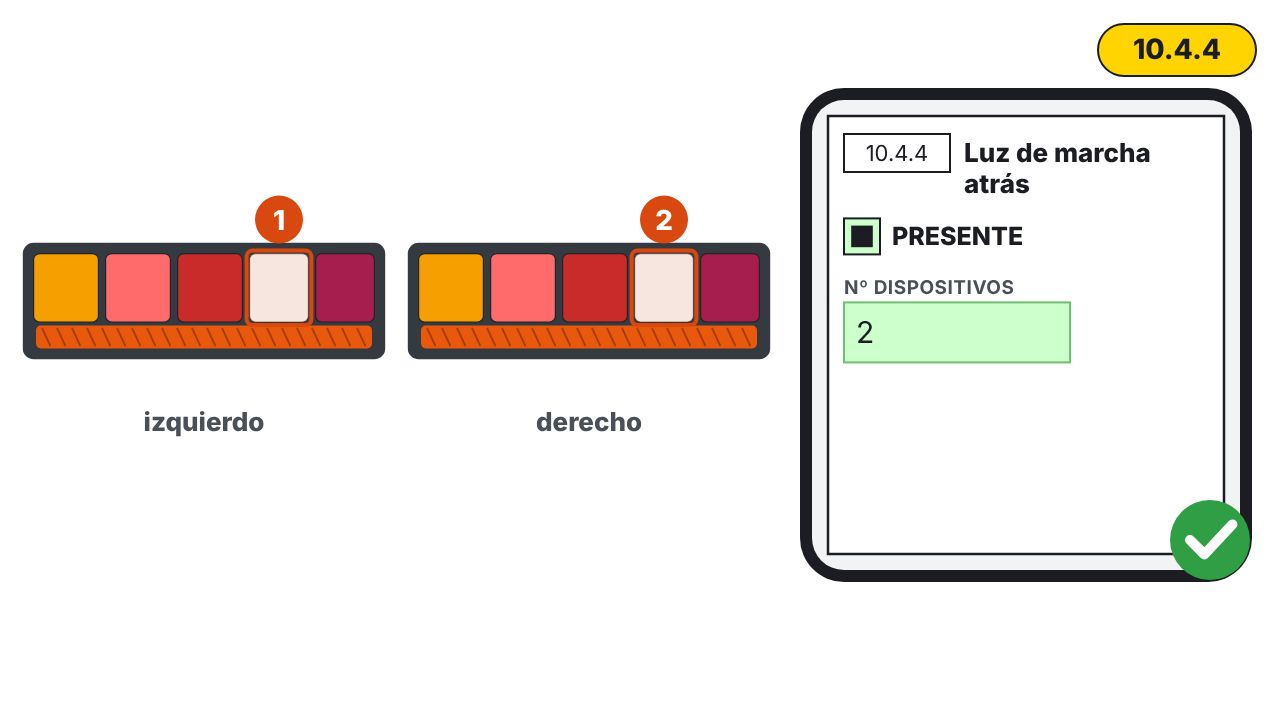 10.4.4
1
2
izquierdo
derecho
10.4.4
Luz de marcha
atrás
PRESENTE
Nº DISPOSITIVOS
2